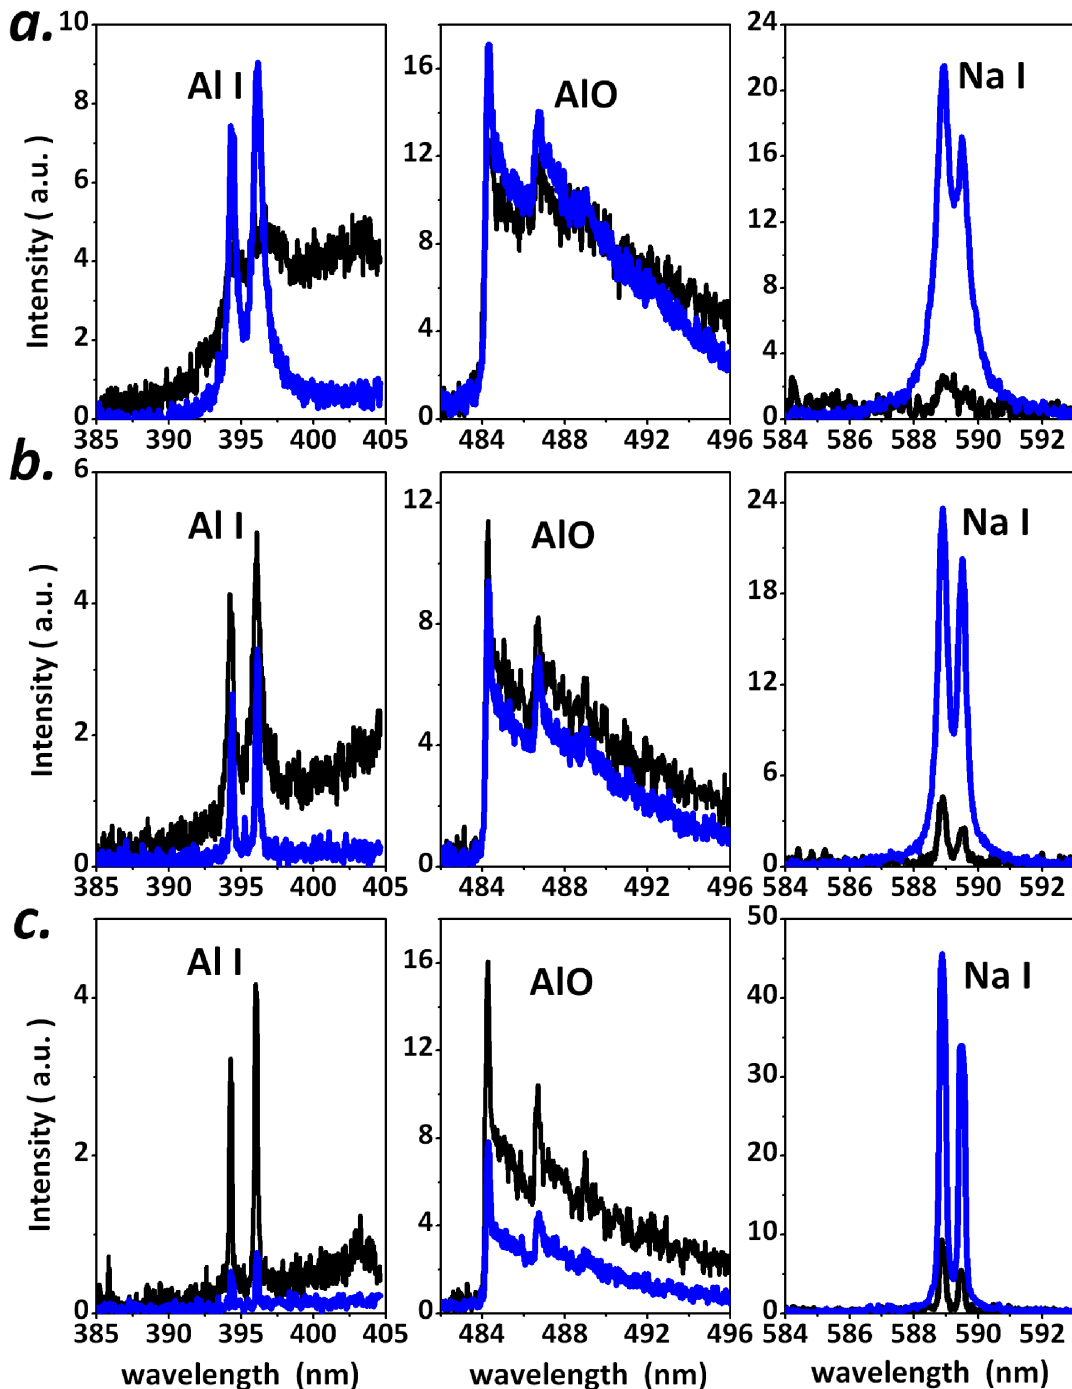 a.
Al I
AlO
Na I
Intensity ( a.u. )
10
8
6
4
2
0
385 390 395 400 405
16
12
8
4
0
484 488 492 496
24
20
16
12
8
4
0
584 586 588 590 592
b.
Al I
AlO
Na I
Intensity ( a.u. )
6
4
2
0
385 390 395 400 405
12
8
4
0
484 488 492 496
24
18
12
6
0
584 586 588 590 592
c.
Al I
AlO
Na I
Intensity ( a.u. )
4
2
0
385 390 395 400 405
16
12
8
4
0
484 488 492 496
50
40
30
20
10
0
584 586 588 590 592
wavelength (nm)
wavelength (nm)
wavelength (nm)